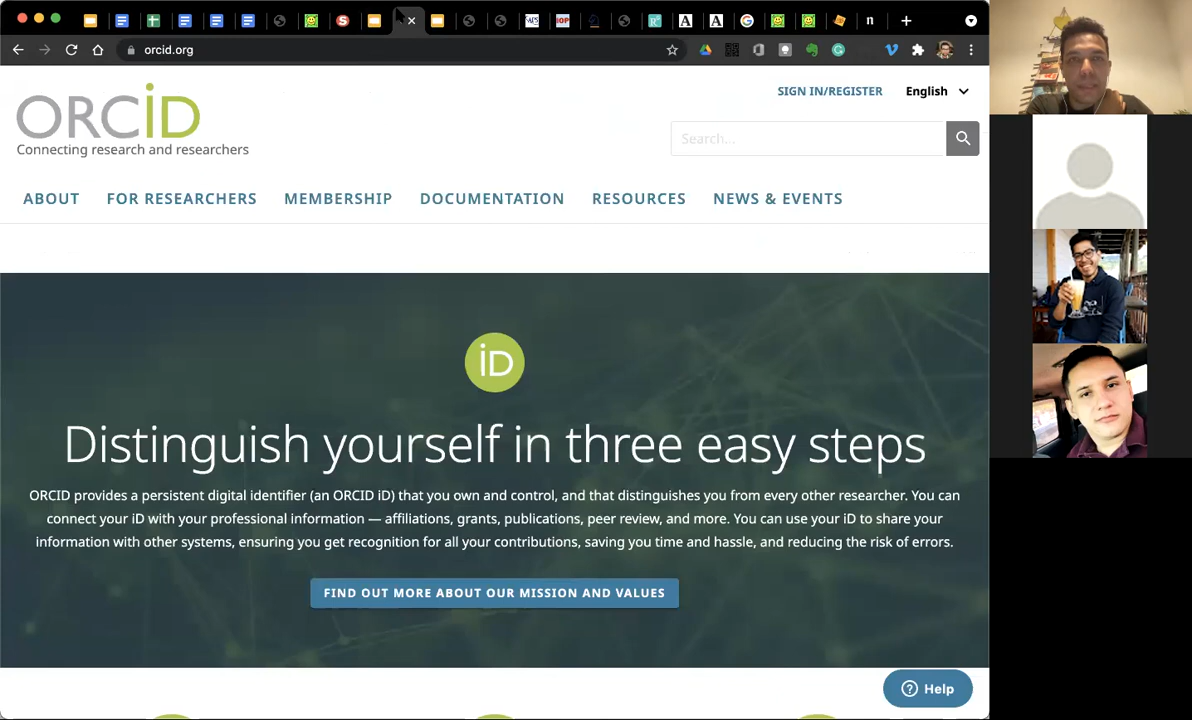 orcid.org
ORCID
Connecting research and researchers
SIGN IN/REGISTER
English
Search...
ABOUT
FOR RESEARCHERS
MEMBERSHIP
DOCUMENTATION
RESOURCES
NEWS & EVENTS
iD
Distinguish yourself in three easy steps
ORCID provides a persistent digital identifier (an ORCID iD) that you own and control, and that distinguishes you from every other researcher. You can
connect your iD with your professional information — affiliations, grants, publications, peer review, and more. You can use your iD to share your
information with other systems, ensuring you get recognition for all your contributions, saving you time and hassle, and reducing the risk of errors.
FIND OUT MORE ABOUT OUR MISSION AND VALUES
Help